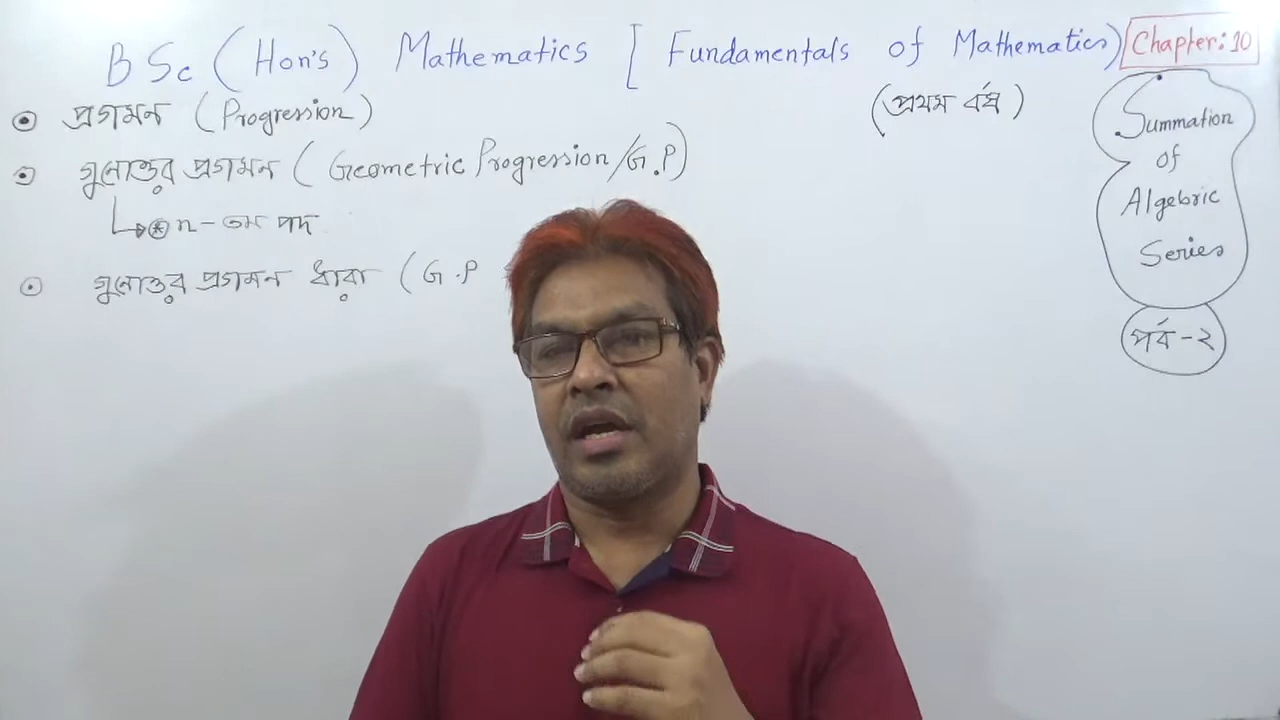 BSc (Hon's) Mathematics [ Fundamentals of Mathematics) Chapter: 10
(প্রথম বর্ষ)
⊙ প্রগমন (Progression)
গুনোত্তর প্রগমন ( Geometric Progression/G.P)
n-তম পদ
⊙ গুনোত্তর প্রগমন ধারা (G.P
Summation
of
Algebric
Series
পর্ব-২